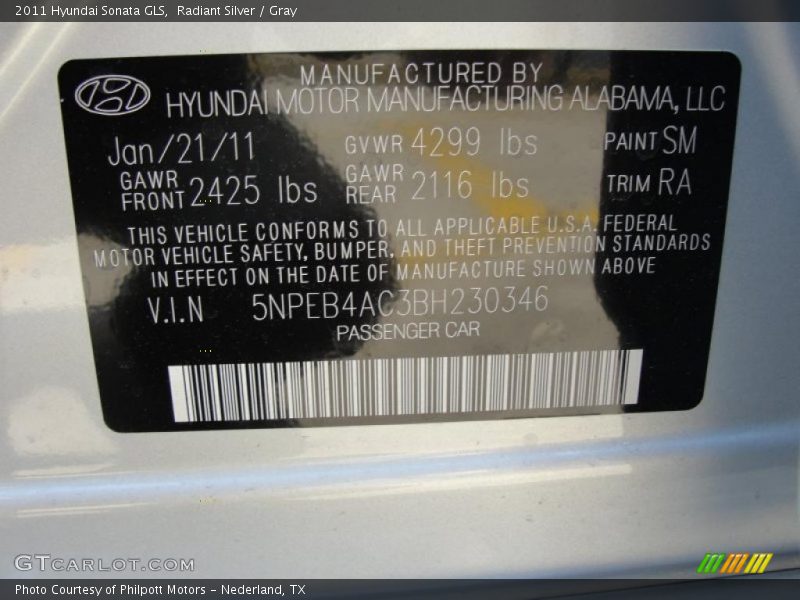 2011 Hyundai Sonata GLS, Radiant Silver / Gray
MANUFACTURED BY
HYUNDAI MOTOR MANUFACTURING ALABAMA, LLC
Jan/21/11 GVWR 4299 lbs PAINT SM
GAWR FRONT 2425 lbs GAWR REAR 2116 lbs TRIM RA
THIS VEHICLE CONFORMS TO ALL APPLICABLE U.S.A. FEDERAL
MOTOR VEHICLE SAFETY, BUMPER, AND THEFT PREVENTION STANDARDS
IN EFFECT ON THE DATE OF MANUFACTURE SHOWN ABOVE
V.I.N 5NPEB4AC3BH230346
PASSENGER CAR
GTCARLOT.COM
Photo Courtesy of Philpott Motors - Nederland, TX